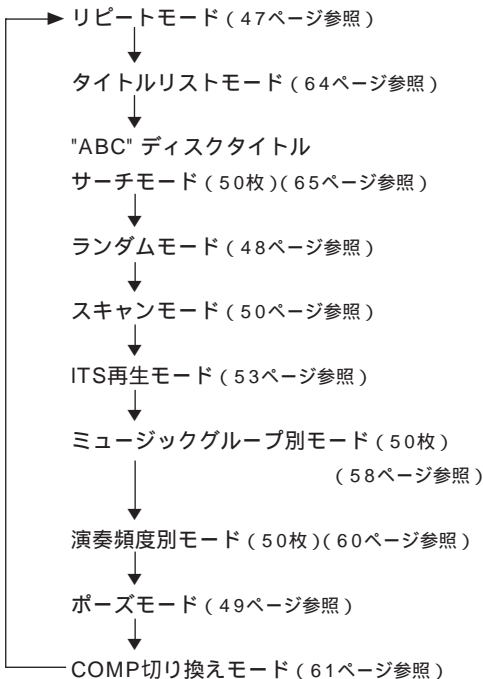 リピートモード(47ページ参照)
タイトルリストモード(64ページ参照)
"ABC" ディスクタイトル
サーチモード(50枚)(65ページ参照)
ランダムモード(48ページ参照)
スキャンモード(50ページ参照)
ITS再生モード(53ページ参照)
ミュージックグループ別モード(50枚)
(58ページ参照)
演奏頻度別モード(50枚)(60ページ参照)
ポーズモード(49ページ参照)
COMP切り換えモード(61ページ参照)